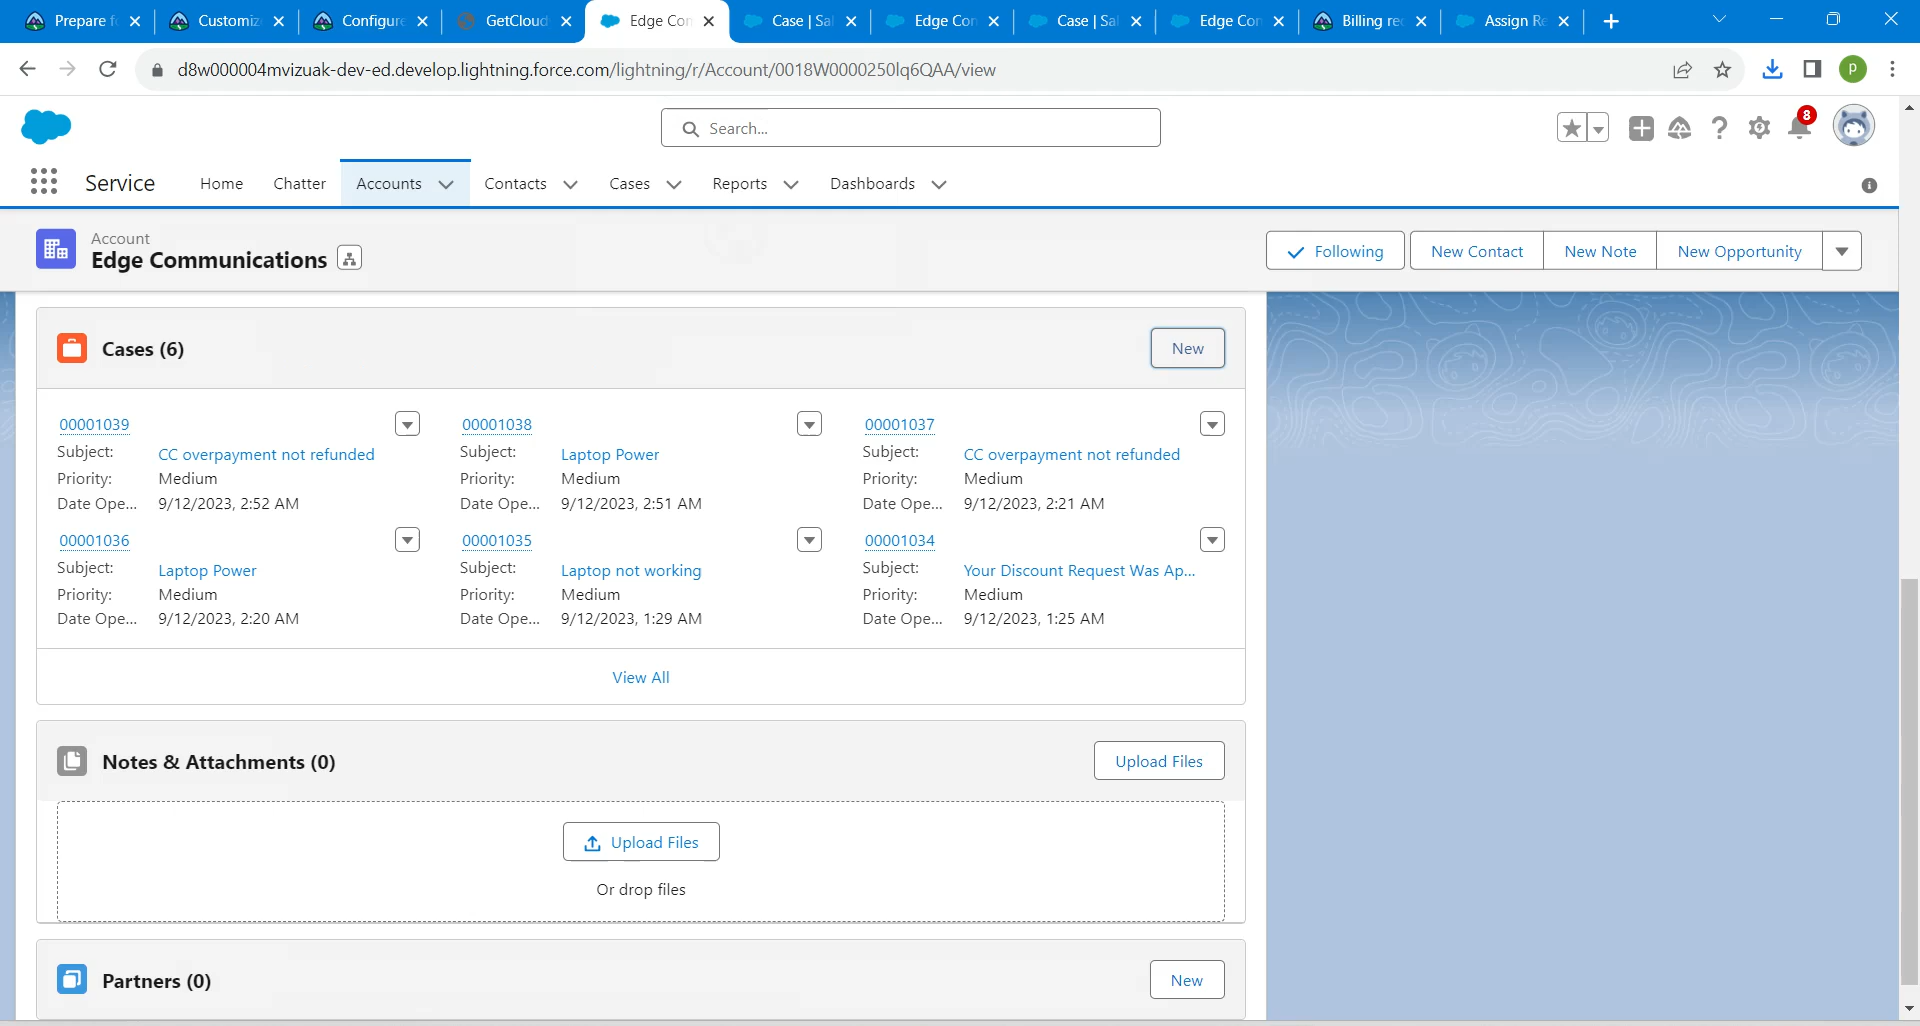 Prepare f
Customiz
Configure
GetCloud
Edge Con
Case | Sal
Edge Con
Case | Sal
Edge Con
Billing re
Assign Re
d8w000004mvizuak-dev-ed.develop.lightning.force.com/lightning/r/Account/0018W0000250Iq6QAA/view
P
Search...
8
Service
Home
Chatter
Accounts
Contacts
Cases
Reports
Dashboards
Account
Edge Communications
Following
New Contact
New Note
New Opportunity
Cases (6)
New
00001039
Subject: CC overpayment not refunded
Priority: Medium
Date Ope... 9/12/2023, 2:52 AM
00001038
Subject: Laptop Power
Priority: Medium
Date Ope... 9/12/2023, 2:51 AM
00001037
Subject: CC overpayment not refunded
Priority: Medium
Date Ope... 9/12/2023, 2:21 AM
00001036
Subject: Laptop Power
Priority: Medium
Date Ope... 9/12/2023, 2:20 AM
00001035
Subject: Laptop not working
Priority: Medium
Date Ope... 9/12/2023, 1:29 AM
00001034
Subject: Your Discount Request Was Ap...
Priority: Medium
Date Ope... 9/12/2023, 1:25 AM
View All
Notes & Attachments (0)
Upload Files
Upload Files
Or drop files
Partners (0)
New